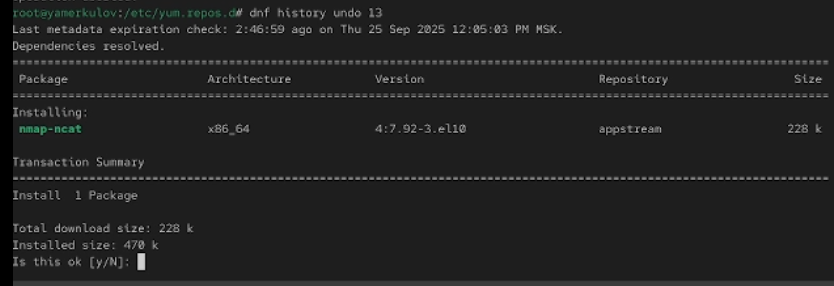 root@yamerkulov:/etc/yum.repos.d# dnf history undo 13
Last metadata expiration check: 2:46:59 ago on Thu 25 Sep 2025 12:05:03 PM MSK.
Dependencies resolved.
================================================================================
Package Architecture Version Repository Size
================================================================================
Installing:
nmap-ncat x86_64 4:7.92-3.el10 appstream 228 k
Transaction Summary
================================================================================
Install 1 Package
Total download size: 228 k
Installed size: 470 k
Is this ok [y/N]: